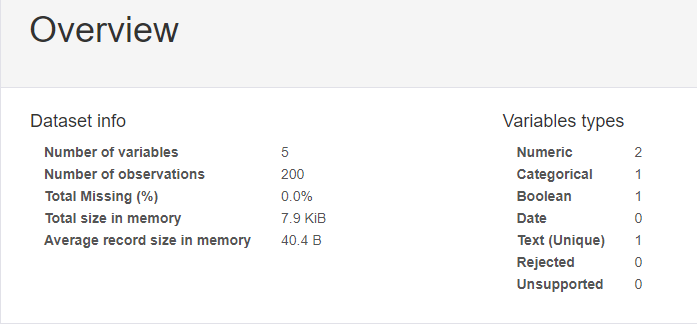 Overview
Dataset info
Number of variables 5
Number of observations 200
Total Missing (%) 0.0%
Total size in memory 7.9 KiB
Average record size in memory 40.4 B
Variables types
Numeric 2
Categorical 1
Boolean 1
Date 0
Text (Unique) 1
Rejected 0
Unsupported 0